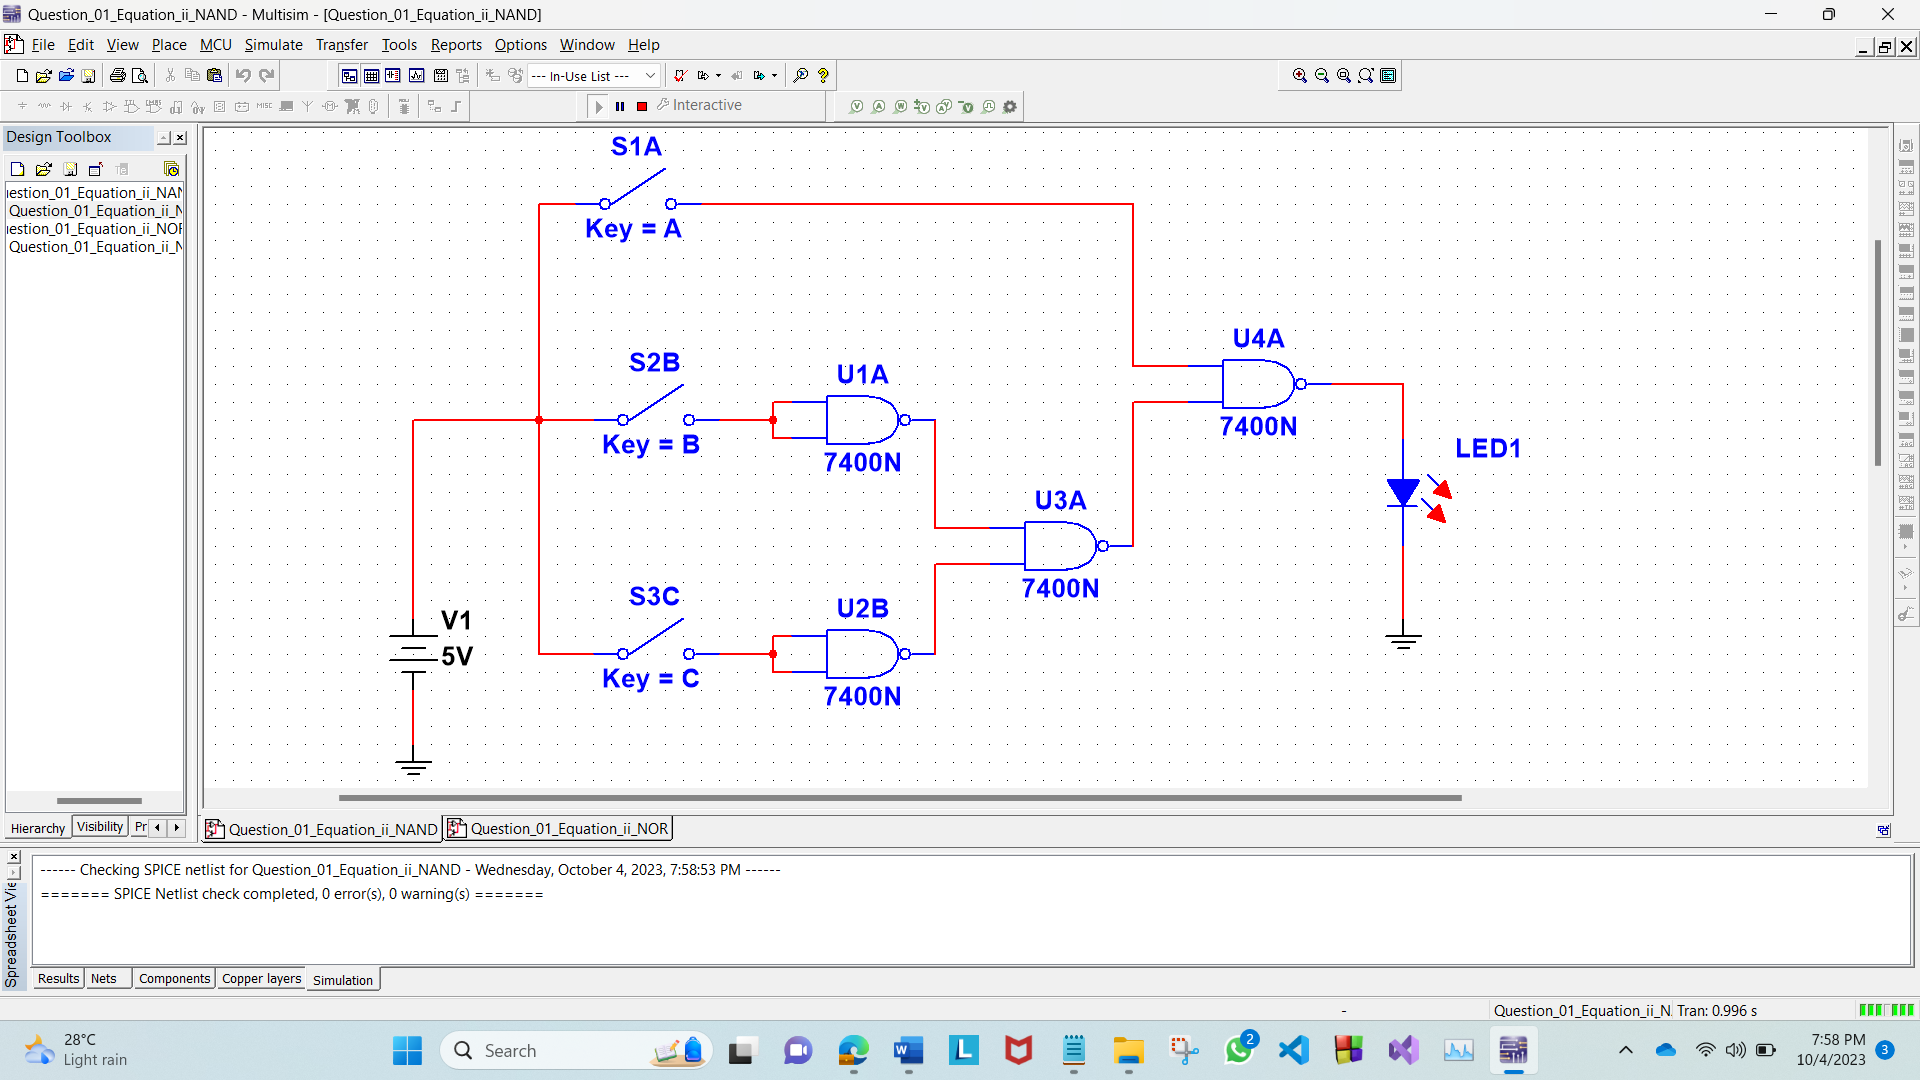 Question_01_Equation_ii_NAND - Multisim - [Question_01_Equation_ii_NAND]
File Edit View Place MCU Simulate Transfer Tools Reports Options Window Help
--- In-Use List ---
Interactive
Design Toolbox
uestion_01_Equation_ii_NAN
Question_01_Equation_ii_N
uestion_01_Equation_ii_NOR
Question_01_Equation_ii_N
Hierarchy Visibility Pr
S1A
Key = A
S2B
Key = B
U1A
7400N
U4A
7400N
LED1
U3A
7400N
S3C
Key = C
U2B
7400N
V1
5V
Question_01_Equation_ii_NAND Question_01_Equation_ii_NOR
Spreadsheet Vie
------ Checking SPICE netlist for Question_01_Equation_ii_NAND - Wednesday, October 4, 2023, 7:58:53 PM ------
======= SPICE Netlist check completed, 0 error(s), 0 warning(s) =======
Results Nets Components Copper layers Simulation
- Question_01_Equation_ii_N Tran: 0.996 s
28°C
Light rain
Search
2
7:58 PM
10/4/2023
3